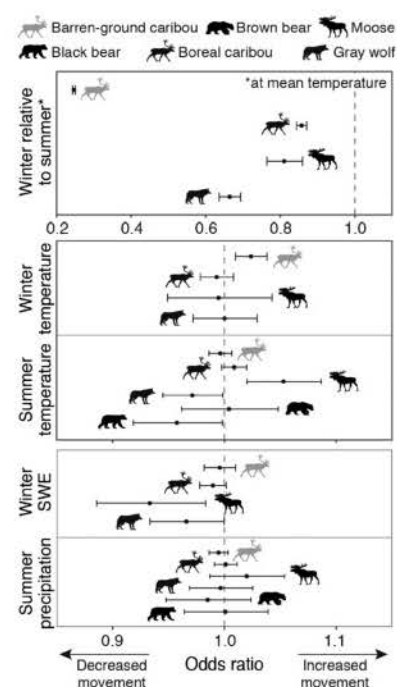 Barren-ground caribou Brown bear Moose
Black bear Boreal caribou Gray wolf
*at mean temperature
Winter relative
to summer*
0.2 0.4 0.6 0.8 1.0
Winter
temperature
Summer
temperature
Winter
SWE
Summer
precipitation
0.9 1.0 1.1
Decreased
movement
Odds ratio
Increased
movement